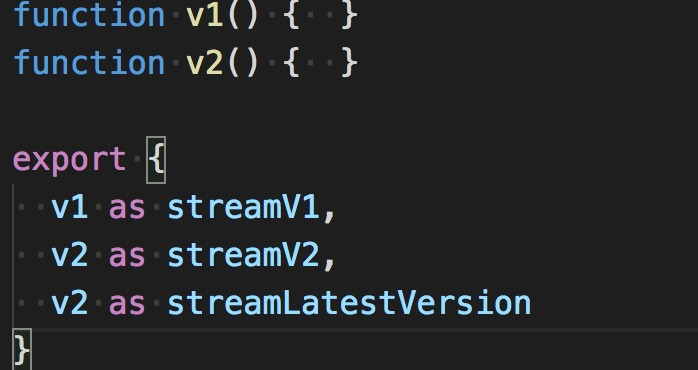 function v1() {  }
function v2() {  }
export {
  v1 as streamV1,
  v2 as streamV2,
  v2 as streamLatestVersion
}